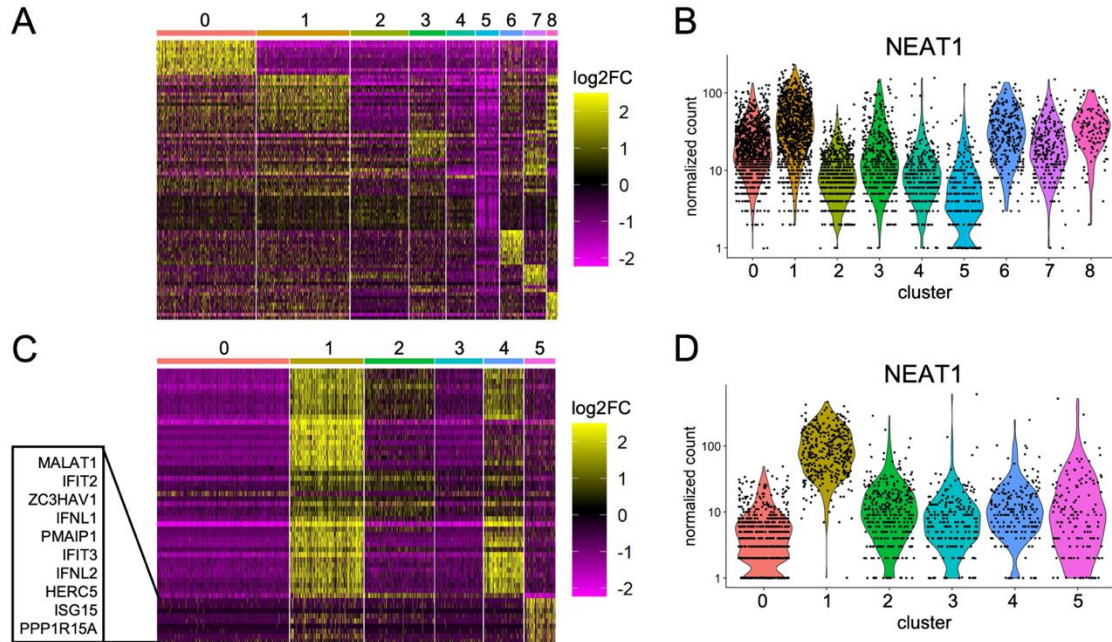 A
0 1 2 3 4 5 6 7 8
log2FC
2
1
0
-1
-2
B
NEAT1
normalized count
100
10
1
0 1 2 3 4 5 6 7 8
cluster
C
0 1 2 3 4 5
log2FC
2
1
0
-1
-2
MALAT1
IFIT2
ZC3HAV1
IFNL1
PMAIP1
IFIT3
IFNL2
HERC5
ISG15
PPP1R15A
D
NEAT1
normalized count
100
10
1
0 1 2 3 4 5
cluster